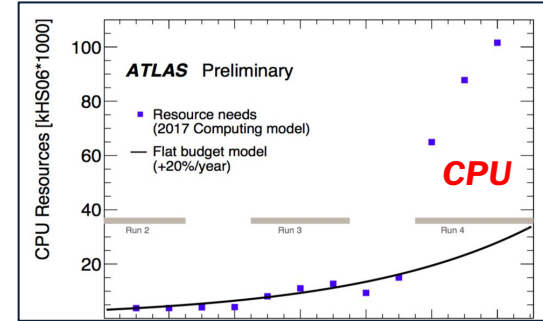 CPU Resources [kHS06*1000]
100
80
60
40
20
ATLAS Preliminary
Resource needs
(2017 Computing model)
Flat budget model
(+20%/year)
CPU
Run 2
Run 3
Run 4